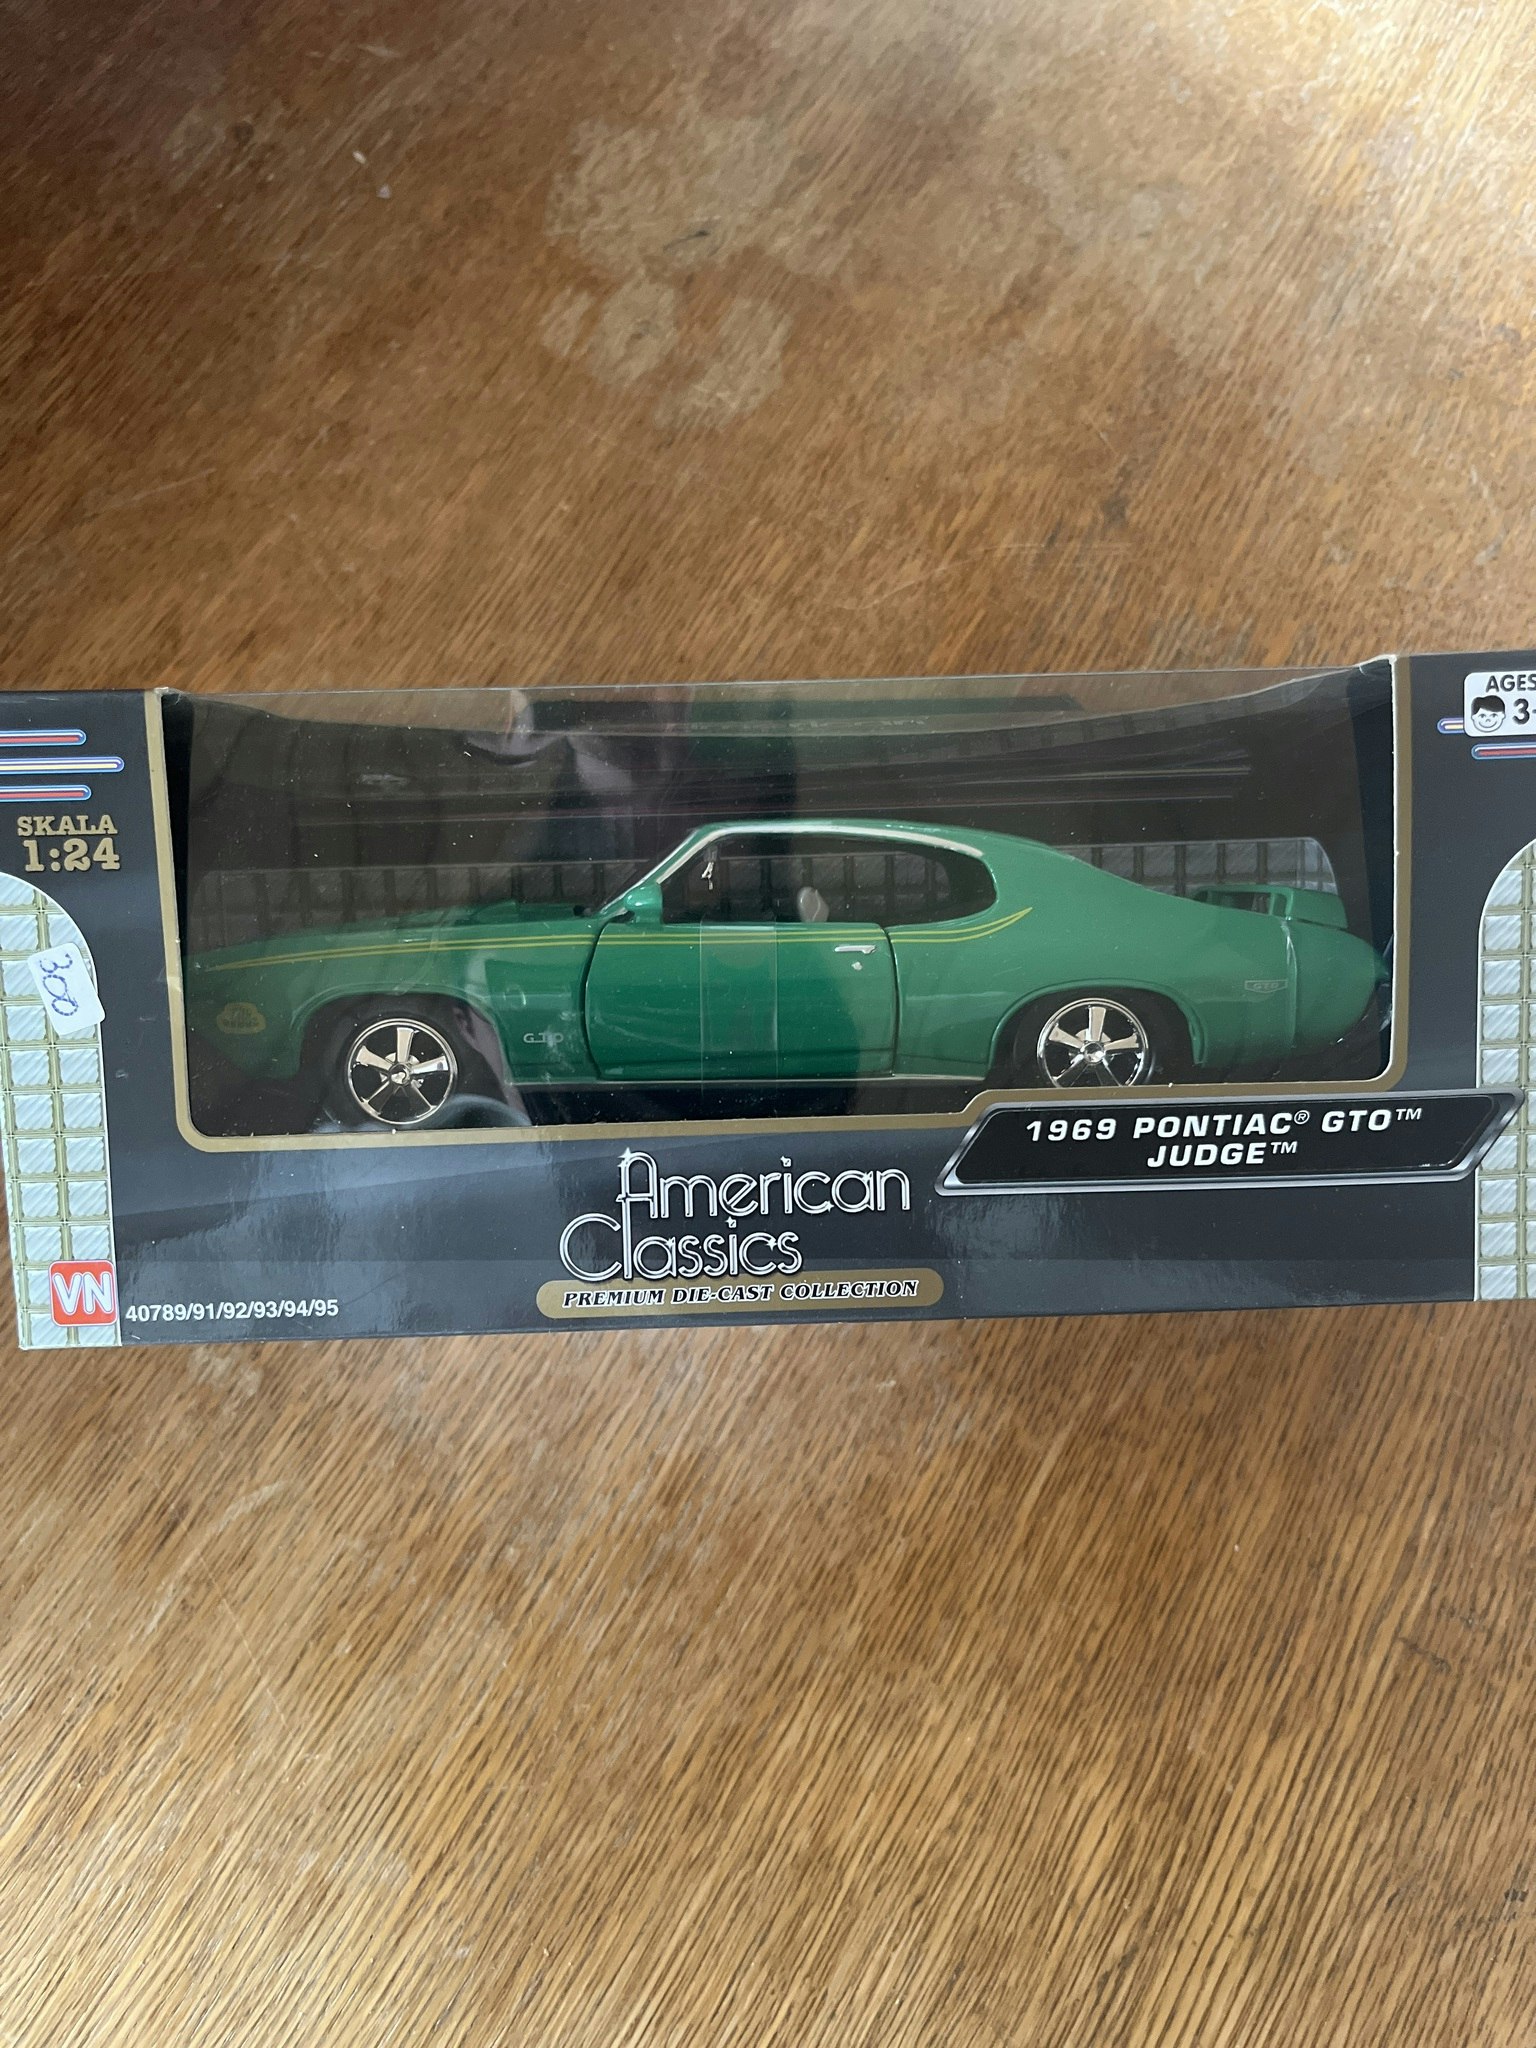 AGES
3
SKALA
1:24
300
GTO
GTO
1969 PONTIAC® GTO™
JUDGE™
American
Classics
PREMIUM DIE-CAST COLLECTION
VN
40789/91/92/93/94/95